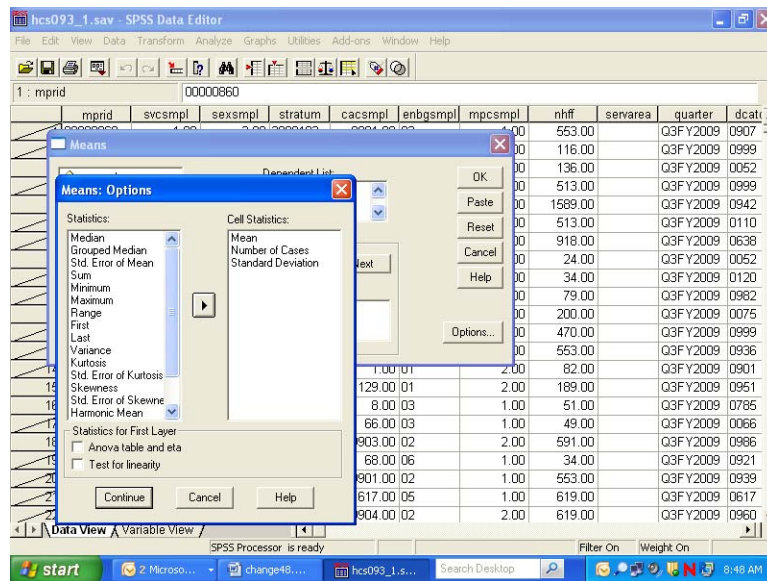 hcs093_1.sav - SPSS Data Editor
File Edit View Data Transform Analyze Graphs Utilities Add-ons Window Help
1 : mprid 00000860
mprid svcsmpl sexsmpl stratum cacsmpl enbgsmpl mpcsmpl nhff servarea quarter dcatc
553.00 Q3FY2009 0907
Means
116.00 Q3FY2009 0999
Dependent List:
136.00 Q3FY2009 0052
OK
Means: Options
513.00 Q3FY2009 0999
Paste
1589.00 Q3FY2009 0942
Statistics: Cell Statistics:
Reset
513.00 Q3FY2009 0110
Median Mean
918.00 Q3FY2009 0638
Grouped Median Number of Cases
Cancel
Std. Error of Mean Standard Deviation
24.00 Q3FY2009 0052
Sum
Help
34.00 Q3FY2009 0120
Minimum
Maximum
79.00 Q3FY2009 0982
Range
200.00 Q3FY2009 0075
First
Options...
470.00 Q3FY2009 0999
Last
Variance
553.00 Q3FY2009 0936
Kurtosis
1.00 01 2.00 82.00 Q3FY2009 0901
Std. Error of Kurtosis
129.00 01 2.00 189.00 Q3FY2009 0951
Skewness
Std. Error of Skewne
8.00 03 1.00 51.00 Q3FY2009 0785
Harmonic Mean
66.00 03 1.00 49.00 Q3FY2009 0066
Statistics for First Layer
903.00 02 2.00 591.00 Q3FY2009 0986
Anova table and eta
68.00 06 1.00 34.00 Q3FY2009 0921
Test for linearity
901.00 02 1.00 553.00 Q3FY2009 0939
Continue Cancel Help
617.00 05 1.00 619.00 Q3FY2009 0617
904.00 02 2.00 619.00 Q3FY2009 0960
Data View Variable View
SPSS Processor is ready Filter On Weight On
start 2 Microso... change48.... hcs093_1.s... Search Desktop 8:48 AM